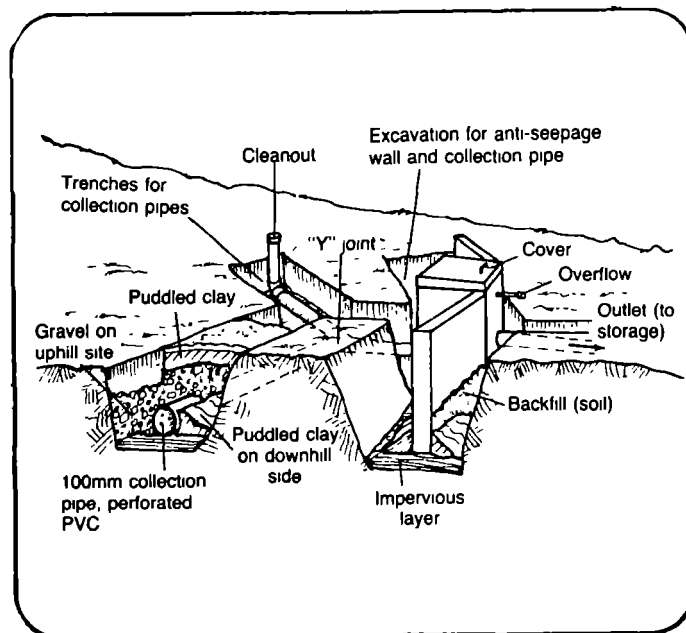 Cleanout
Excavation for anti-seepage
wall and collection pipe
Trenches for
collection pipes
"Y" joint
Cover
Overflow
Puddled clay
Outlet (to
storage)
Gravel on
uphill site
Backfill (soil)
Puddled clay
on downhill
side
100mm collection
pipe, perforated
PVC
Impervious
layer